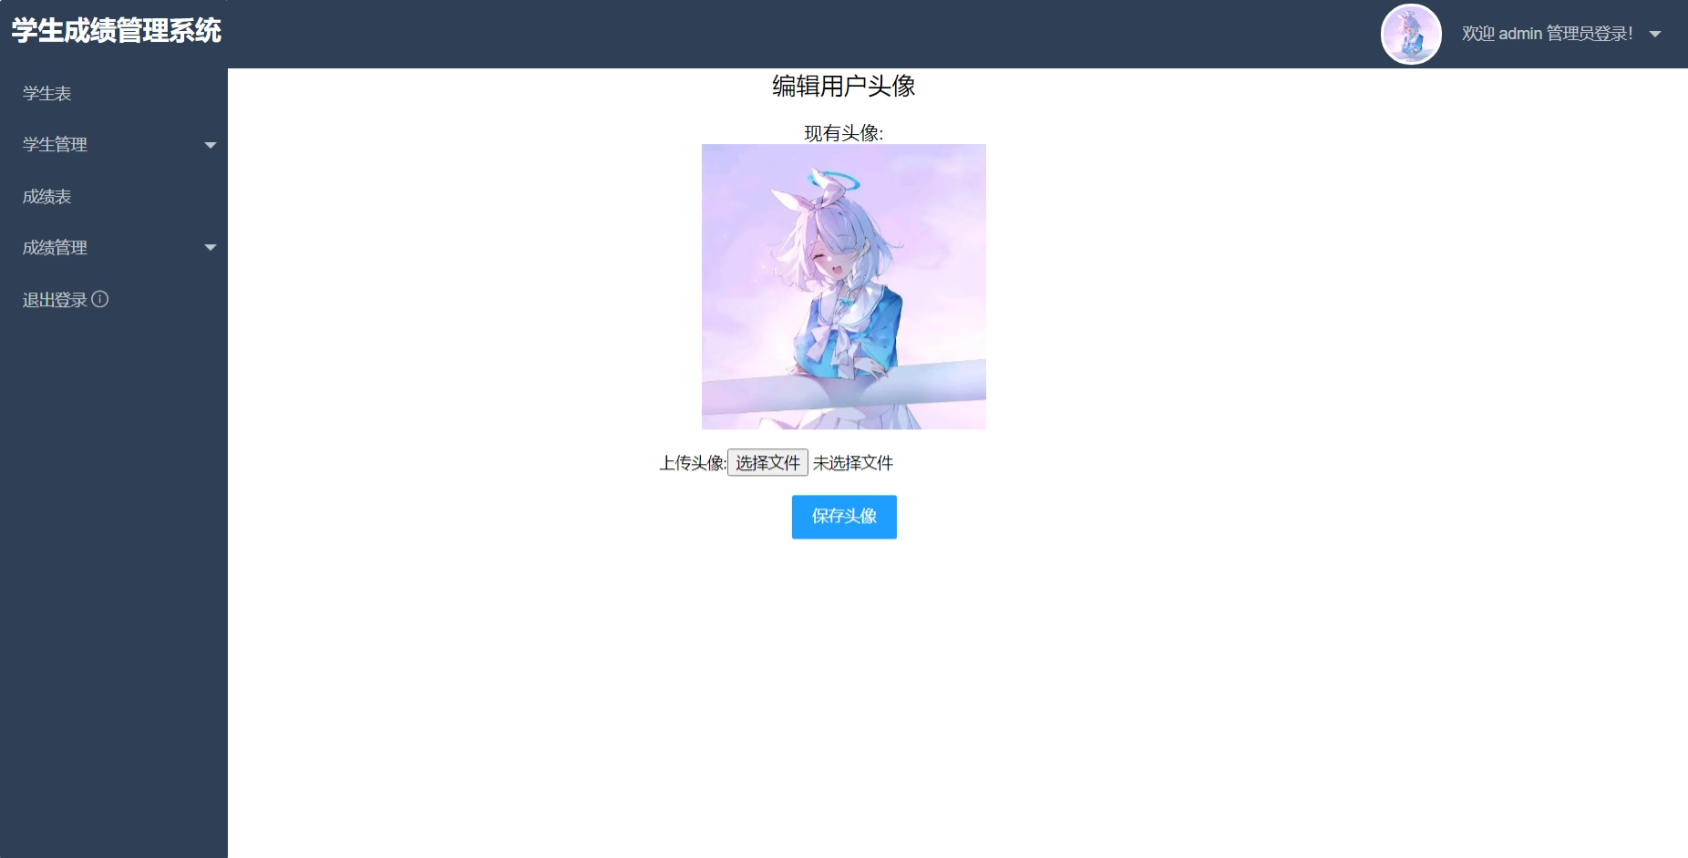 学生成绩管理系统
欢迎 admin 管理员登录!
学生表
学生管理
成绩表
成绩管理
退出登录
编辑用户头像
现有头像:
上传头像:选择文件 未选择文件
保存头像